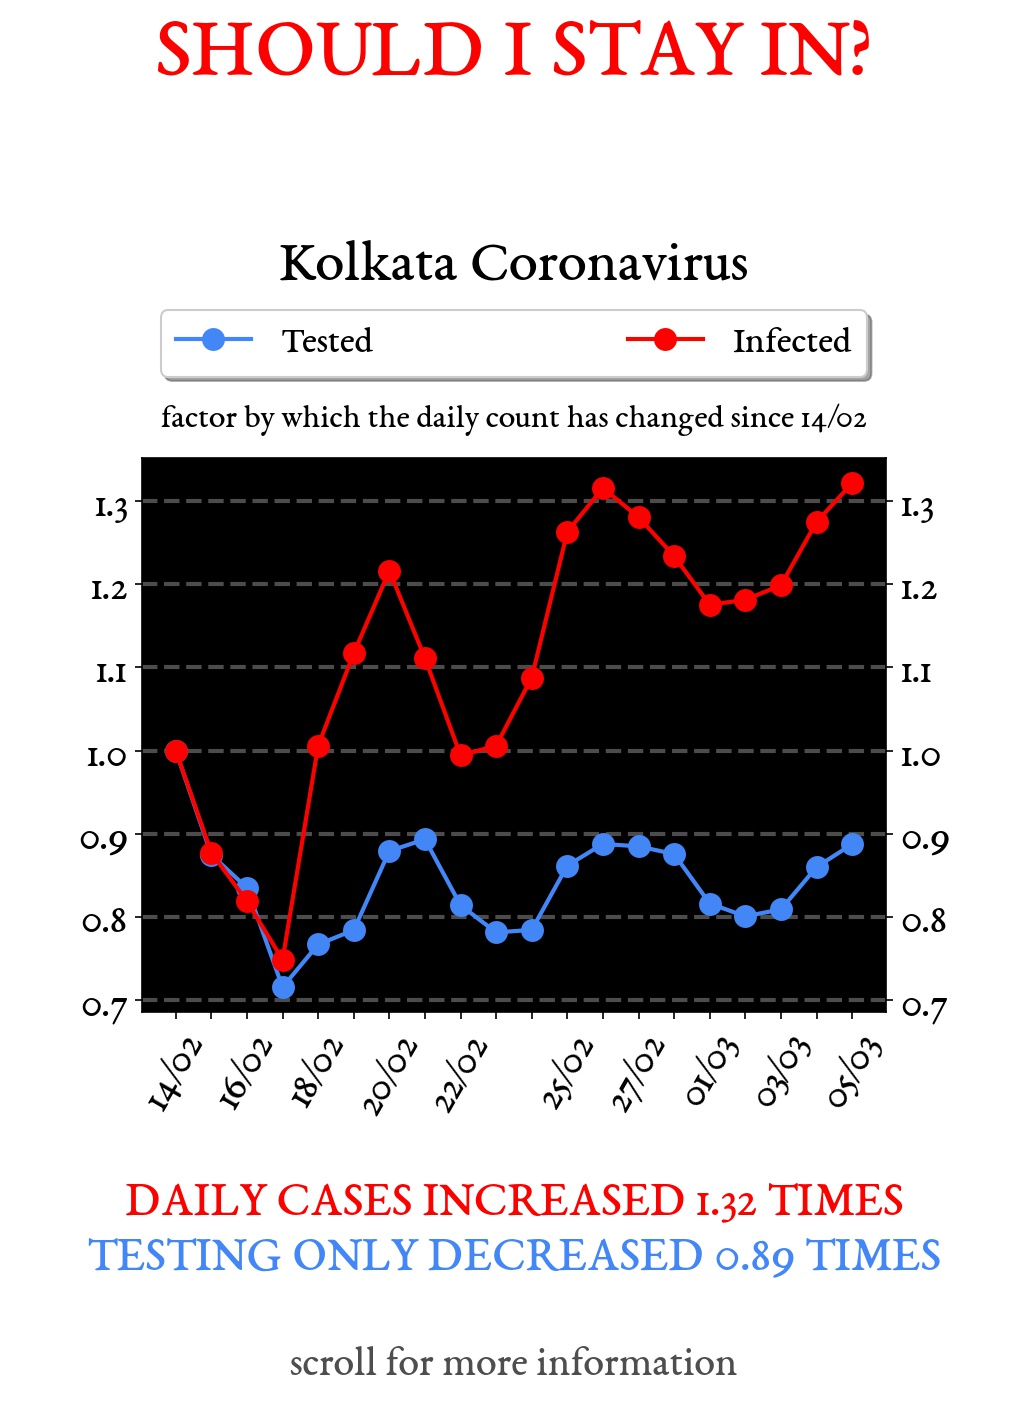 SHOULD I STAY IN?
Kolkata Coronavirus
Tested Infected
factor by which the daily count has changed since 14/02
1.3 1.3
1.2 1.2
1.1 1.1
1.0 1.0
0.9 0.9
0.8 0.8
0.7 0.7
14/02 16/02 18/02 20/02 22/02 25/02 27/02 01/03 03/03 05/03
DAILY CASES INCREASED 1.32 TIMES
TESTING ONLY DECREASED 0.89 TIMES
scroll for more information